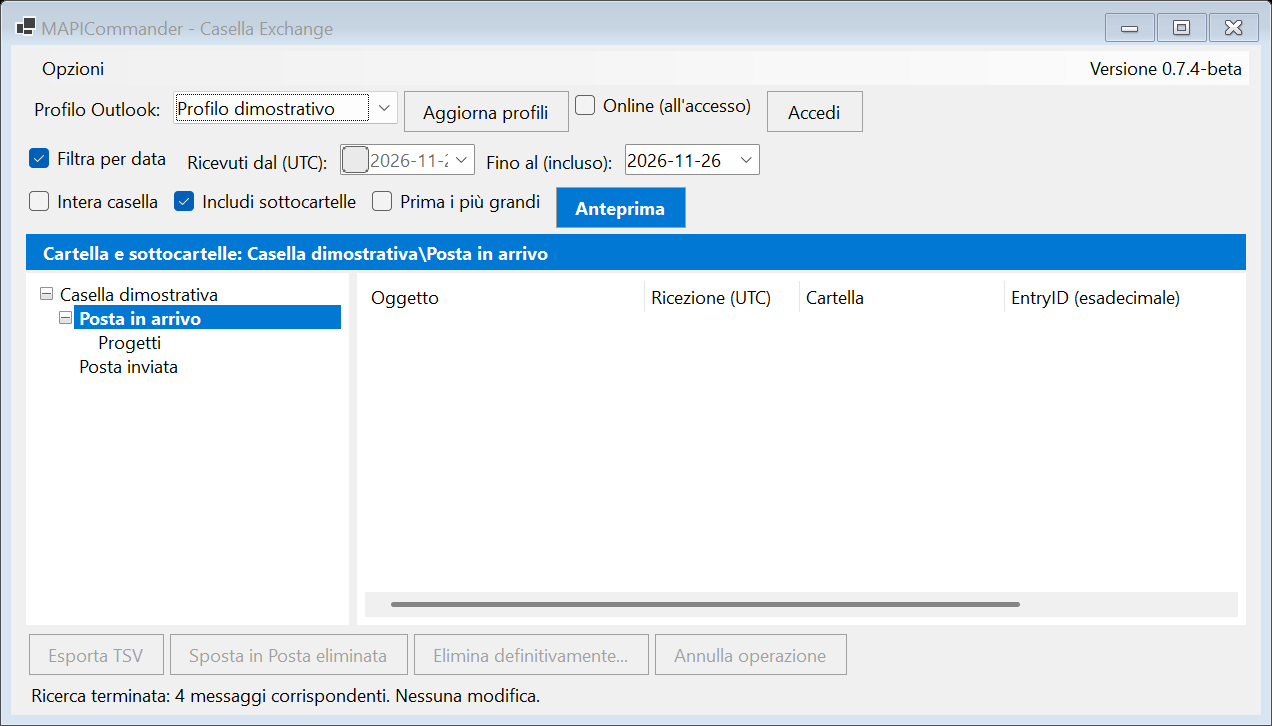 MAPICommander - Casella Exchange
Opzioni
Versione 0.7.4-beta
Profilo Outlook: Profilo dimostrativo Aggiorna profili Online (all'accesso) Accedi
Filtra per data Ricevuti dal (UTC): 2026-11-2 Fino al (incluso): 2026-11-26
Intera casella Includi sottocartelle Prima i più grandi Anteprima
Cartella e sottocartelle: Casella dimostrativa\Posta in arrivo
Casella dimostrativa
Posta in arrivo
Progetti
Posta inviata
Oggetto Ricezione (UTC) Cartella EntryID (esadecimale)
Esporta TSV Sposta in Posta eliminata Elimina definitivamente... Annulla operazione
Ricerca terminata: 4 messaggi corrispondenti. Nessuna modifica.